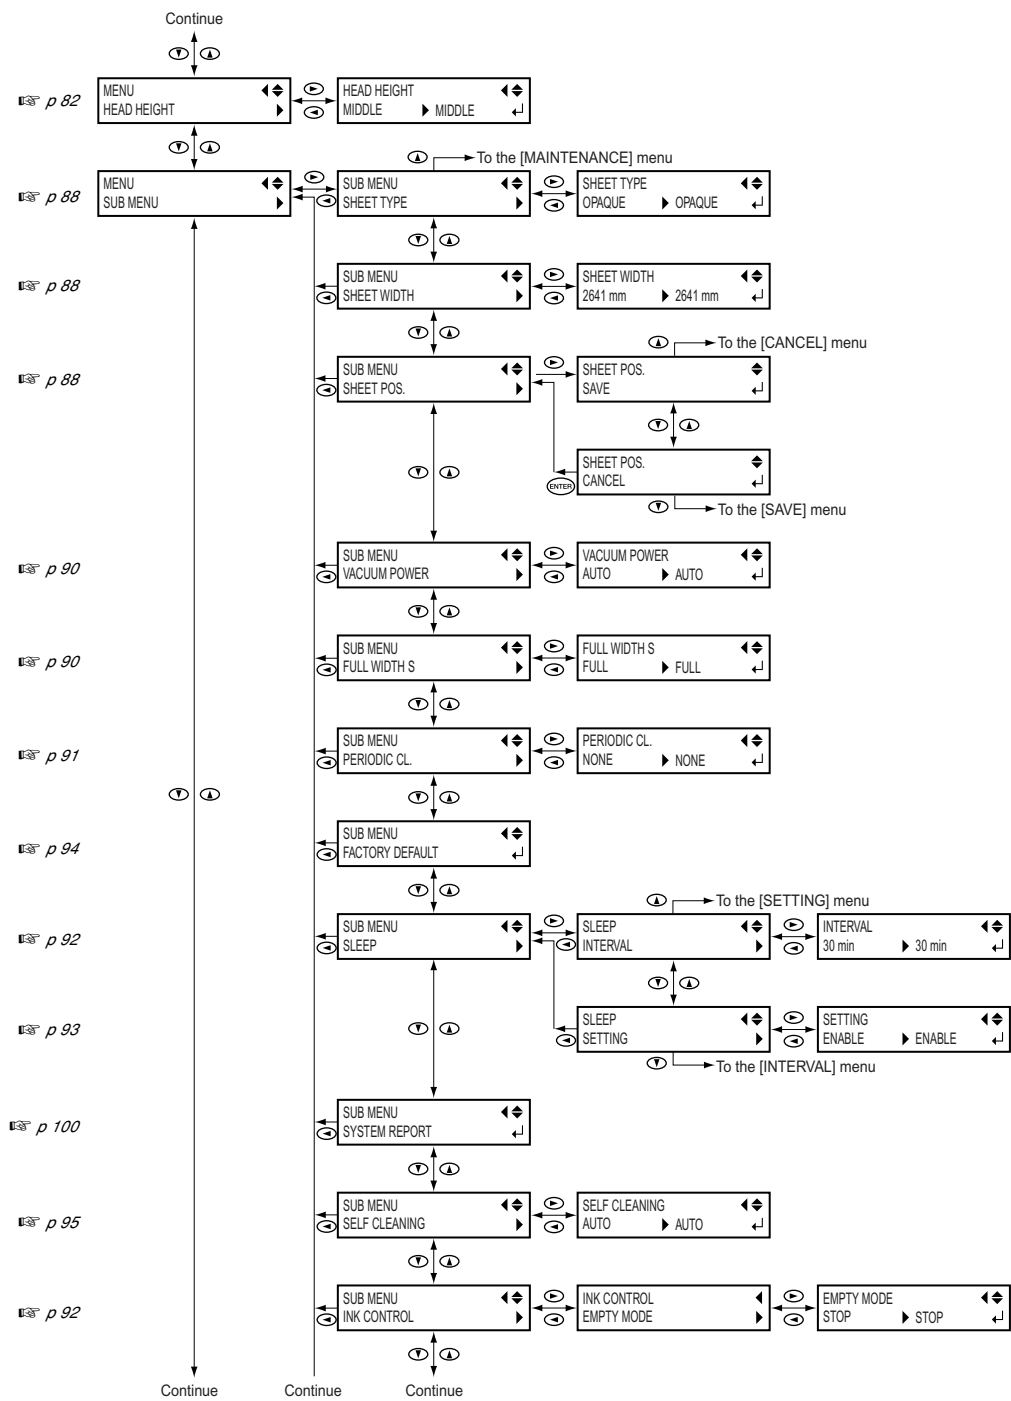 Continue
p 82
MENU
HEAD HEIGHT
HEAD HEIGHT
MIDDLE MIDDLE
To the [MAINTENANCE] menu
p 88
MENU
SUB MENU
SUB MENU
SHEET TYPE
SHEET TYPE
OPAQUE OPAQUE
p 88
SUB MENU
SHEET WIDTH
SHEET WIDTH
2641 mm 2641 mm
To the [CANCEL] menu
p 88
SUB MENU
SHEET POS.
SHEET POS.
SAVE
SHEET POS.
CANCEL
ENTER
To the [SAVE] menu
p 90
SUB MENU
VACUUM POWER
VACUUM POWER
AUTO AUTO
p 90
SUB MENU
FULL WIDTH S
FULL WIDTH S
FULL FULL
p 91
SUB MENU
PERIODIC CL.
PERIODIC CL.
NONE NONE
p 94
SUB MENU
FACTORY DEFAULT
To the [SETTING] menu
p 92
SUB MENU
SLEEP
SLEEP
INTERVAL
INTERVAL
30 min 30 min
p 93
SLEEP
SETTING
SETTING
ENABLE ENABLE
To the [INTERVAL] menu
p 100
SUB MENU
SYSTEM REPORT
p 95
SUB MENU
SELF CLEANING
SELF CLEANING
AUTO AUTO
p 92
SUB MENU
INK CONTROL
INK CONTROL
EMPTY MODE
EMPTY MODE
STOP STOP
Continue Continue Continue